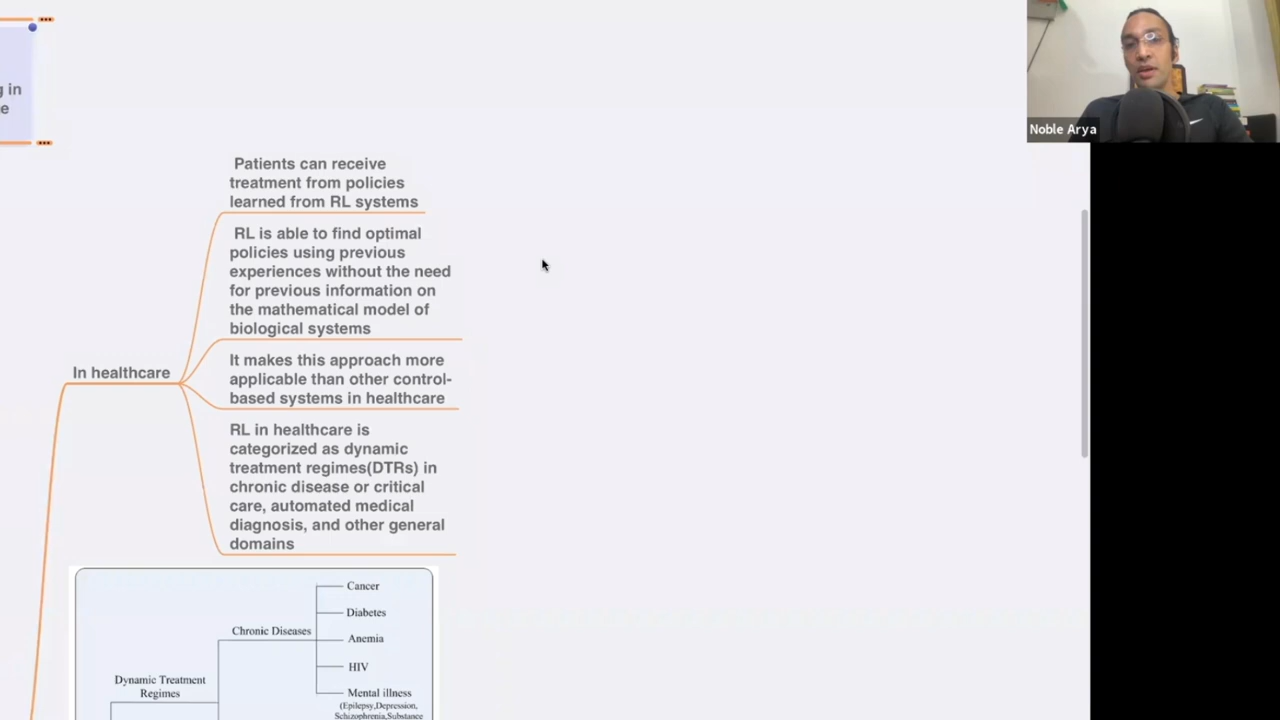 g in
e
Noble Arya
Patients can receive
treatment from policies
learned from RL systems
RL is able to find optimal
policies using previous
experiences without the need
for previous information on
the mathematical model of
biological systems
In healthcare
It makes this approach more
applicable than other control-
based systems in healthcare
RL in healthcare is
categorized as dynamic
treatment regimes(DTRs) in
chronic disease or critical
care, automated medical
diagnosis, and other general
domains
Cancer
Diabetes
Chronic Diseases
Anemia
HIV
Dynamic Treatment
Regimes
Mental illness
(Epilepsy,Depression,
Schizophrenia,Substance